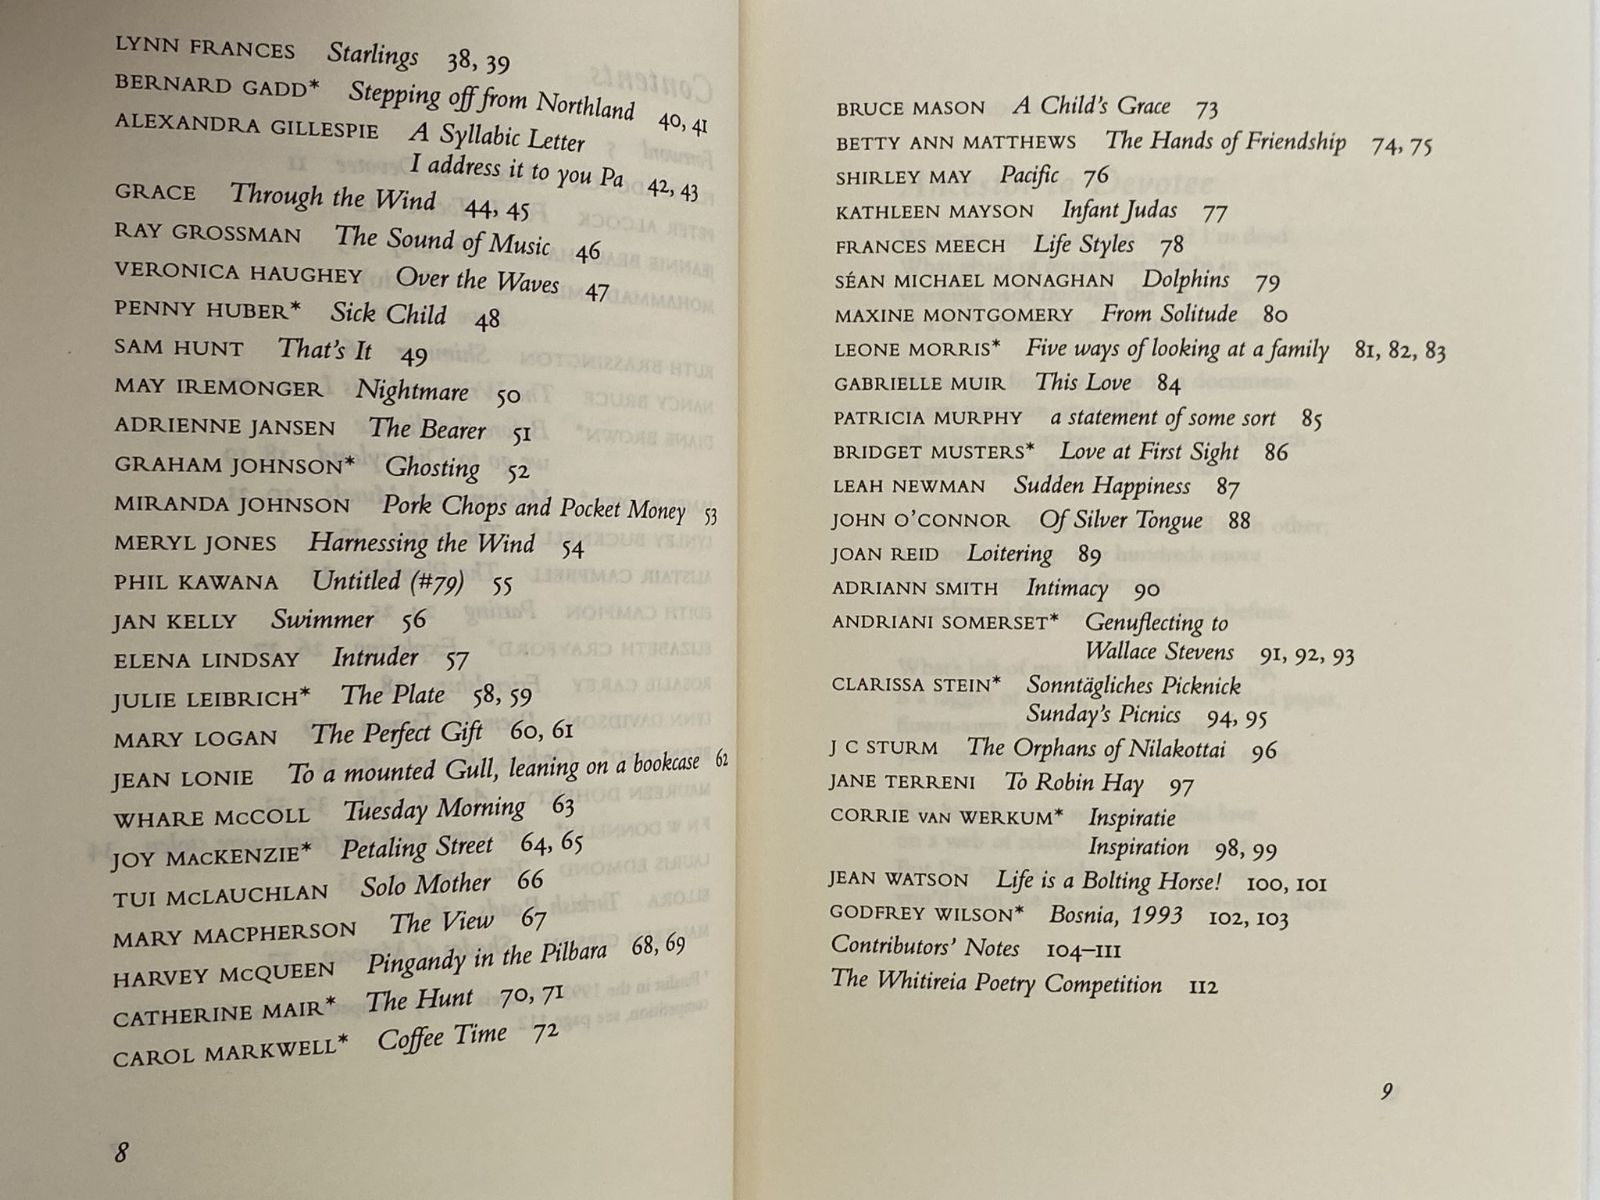 LYNN FRANCES Starlings 38, 39
BERNARD GADD* Stepping off from Northland 40, 41
ALEXANDRA GILLESPIE A Syllabic Letter
I address it to you Pa 42, 43
GRACE Through the Wind 44, 45
RAY GROSSMAN The Sound of Music 46
VERONICA HAUGHEY Over the Waves 47
PENNY HUBER* Sick Child 48
SAM HUNT That's It 49
MAY IREMONGER Nightmare 50
ADRIENNE JANSEN The Bearer 51
GRAHAM JOHNSON* Ghosting 52
MIRANDA JOHNSON Pork Chops and Pocket Money 53
MERYL JONES Harnessing the Wind 54
PHIL KAWANA Untitled (#79) 55
JAN KELLY Swimmer 56
ELENA LINDSAY Intruder 57
JULIE LEIBRICH* The Plate 58, 59
MARY LOGAN The Perfect Gift 60, 61
JEAN LONIE To a mounted Gull, leaning on a bookcase 62
WHARE McCOLL Tuesday Morning 63
JOY MacKENZIE* Petaling Street 64, 65
TUI McLAUCHLAN Solo Mother 66
MARY MACPHERSON The View 67
HARVEY McQUEEN Pingandy in the Pilbara 68, 69
CATHERINE MAIR* The Hunt 70, 71
CAROL MARKWELL* Coffee Time 72
8
BRUCE MASON A Child's Grace 73
BETTY ANN MATTHEWS The Hands of Friendship 74, 75
SHIRLEY MAY Pacific 76
KATHLEEN MAYSON Infant Judas 77
FRANCES MEECH Life Styles 78
SÉAN MICHAEL MONAGHAN Dolphins 79
MAXINE MONTGOMERY From Solitude 80
LEONE MORRIS* Five ways of looking at a family 81, 82, 83
GABRIELLE MUIR This Love 84
PATRICIA MURPHY a statement of some sort 85
BRIDGET MUSTERS* Love at First Sight 86
LEAH NEWMAN Sudden Happiness 87
JOHN O'CONNOR Of Silver Tongue 88
JOAN REID Loitering 89
ADRIANN SMITH Intimacy 90
ANDRIANI SOMERSET* Genuflecting to
Wallace Stevens 91, 92, 93
CLARISSA STEIN* Sonntägliches Picknick
Sunday's Picnics 94, 95
J C STURM The Orphans of Nilakottai 96
JANE TERRENI To Robin Hay 97
CORRIE VAN WERKUM* Inspiratie
Inspiration 98, 99
JEAN WATSON Life is a Bolting Horse! 100, 101
GODFREY WILSON* Bosnia, 1993 102, 103
Contributors' Notes 104–111
The Whitireia Poetry Competition 112
9